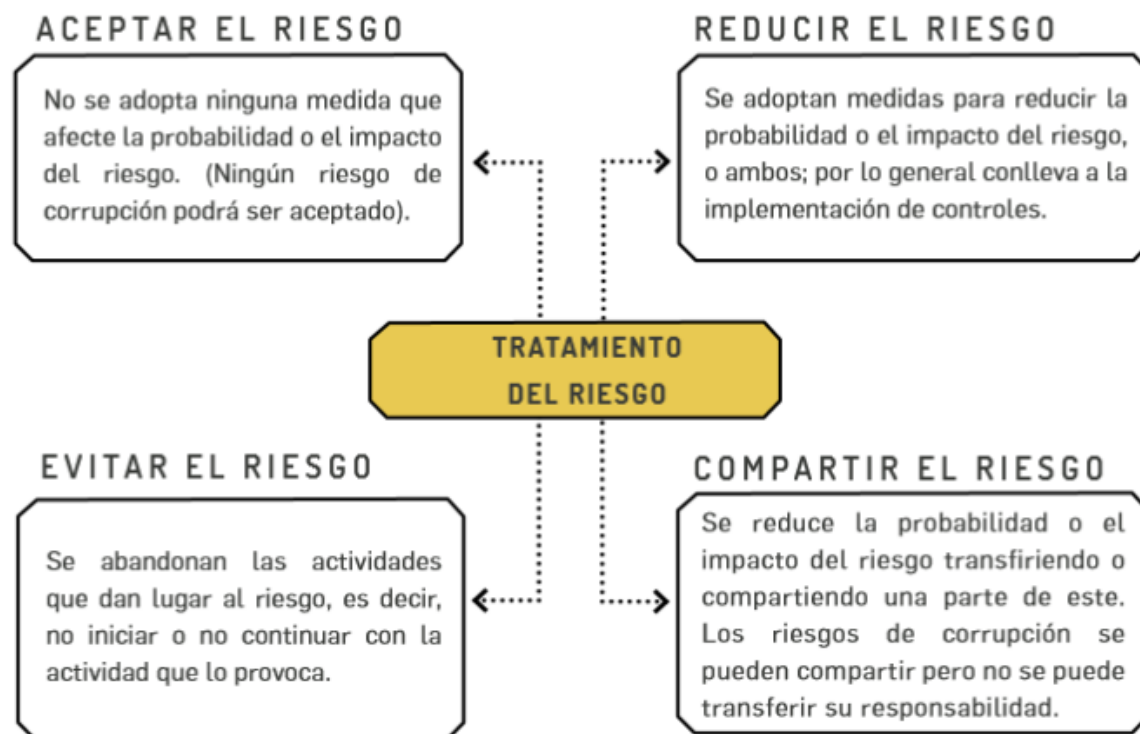 ACEPTAR EL RIESGO
No se adopta ninguna medida que
afecte la probabilidad o el impacto
del riesgo. (Ningún riesgo de
corrupción podrá ser aceptado).
REDUCIR EL RIESGO
Se adoptan medidas para reducir la
probabilidad o el impacto del riesgo,
o ambos; por lo general conlleva a la
implementación de controles.
TRATAMIENTO
DEL RIESGO
EVITAR EL RIESGO
Se abandonan las actividades
que dan lugar al riesgo, es decir,
no iniciar o no continuar con la
actividad que lo provoca.
COMPARTIR EL RIESGO
Se reduce la probabilidad o el
impacto del riesgo transfiriendo o
compartiendo una parte de este.
Los riesgos de corrupción se
pueden compartir pero no se puede
transferir su responsabilidad.